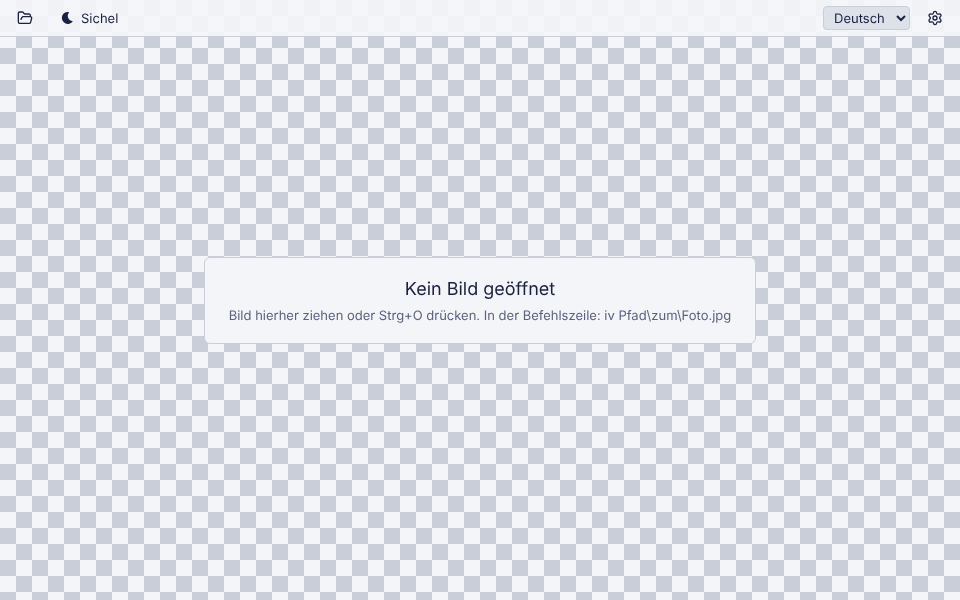 Sichel
Deutsch
Kein Bild geöffnet
Bild hierher ziehen oder Strg+O drücken. In der Befehlszeile: iv Pfad\zum\Foto.jpg